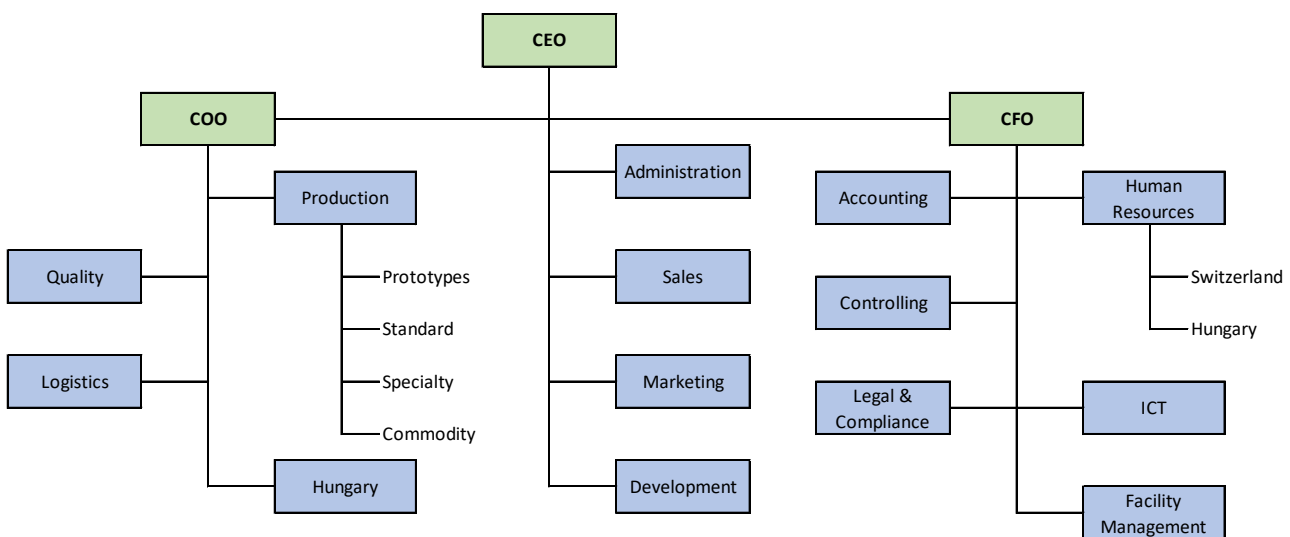 CEO
COO
CFO
Administration
Production
Accounting
Human
Resources
Quality
Prototypes
Sales
Switzerland
Controlling
Standard
Hungary
Logistics
Specialty
Marketing
Legal &
Compliance
ICT
Commodity
Hungary
Development
Facility
Management